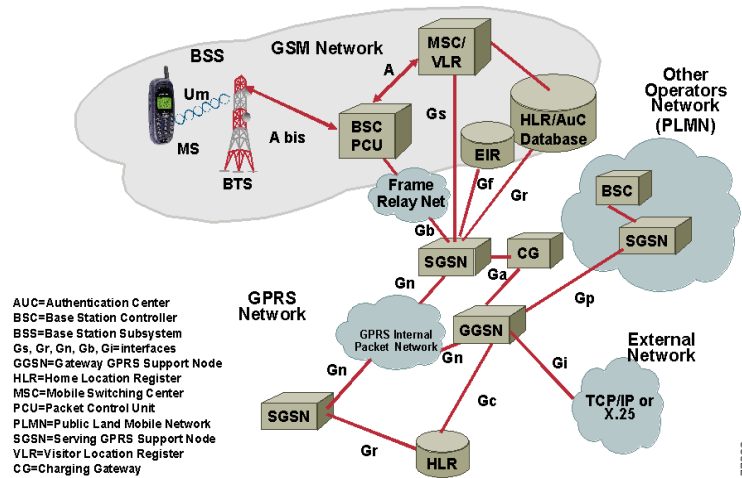 GSM Network
BSS
MSC/
VLR
A
Um
Other
Operators
Network
(PLMN)
Gs
HLR/AuC
Database
BSC
PCU
A bis
EIR
MS
BTS
Frame
Relay Net
Gf
Gr
BSC
SGSN
Gb
SGSN
CG
Gn
Ga
Gp
GPRS
Network
GPRS Internal
Packet Network
GGSN
Gn
External
Network
Gi
Gn
TCP/IP or
X.25
Gc
SGSN
Gr
HLR
AUC=Authentication Center
BSC=Base Station Controller
BSS=Base Station Subsystem
Gs, Gr, Gn, Gb, Gi=interfaces
GGSN=Gateway GPRS Support Node
HLR=Home Location Register
MSC=Mobile Switching Center
PCU=Packet Control Unit
PLMN=Public Land Mobile Network
SGSN=Serving GPRS Support Node
VLR=Visitor Location Register
CG=Charging Gateway